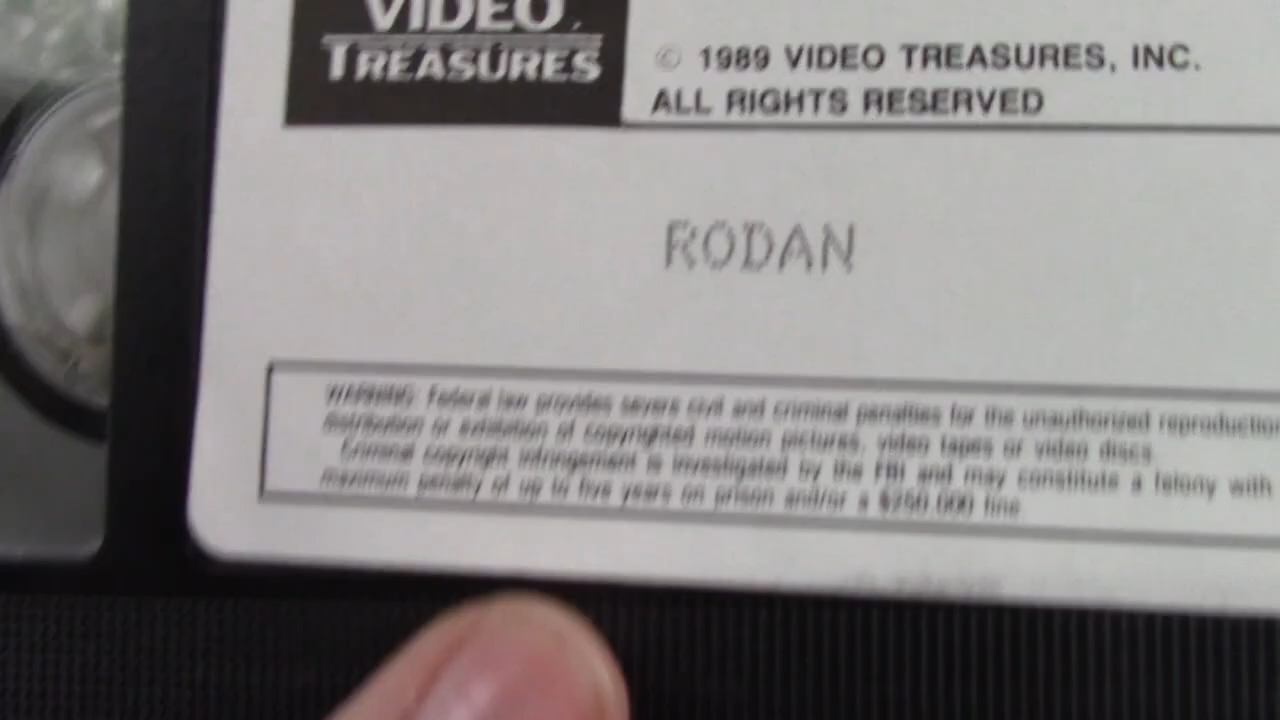 VIDEO
TREASURES
© 1989 VIDEO TREASURES, INC.
ALL RIGHTS RESERVED
RODAN
WARNING: Federal law provides severe civil and criminal penalties for the unauthorized reproduction
distribution or exhibition of copyrighted motion pictures, video tapes or video discs.
Criminal copyright infringement is investigated by the FBI and may constitute a felony with
maximum penalty of up to five years on prison and/or a $250,000 fine.